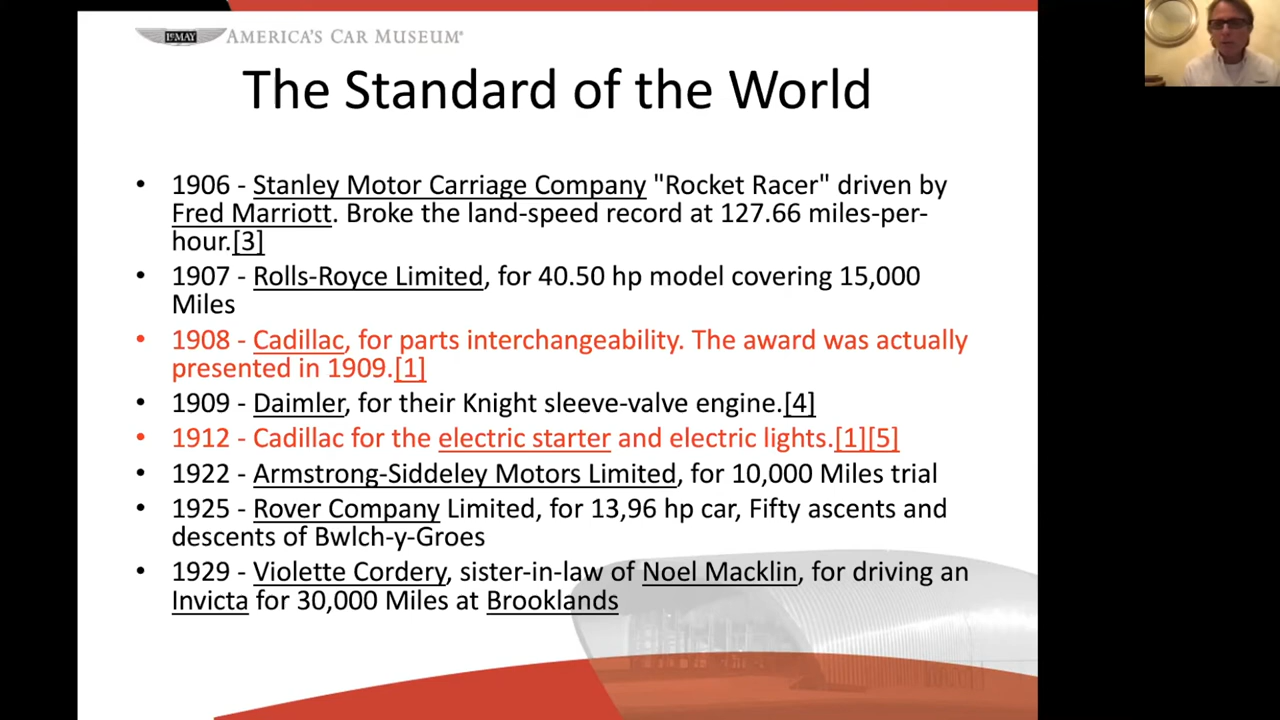 LeMAY AMERICA'S CAR MUSEUM®
The Standard of the World
• 1906 - Stanley Motor Carriage Company "Rocket Racer" driven by
Fred Marriott. Broke the land-speed record at 127.66 miles-per-
hour.[3]
• 1907 - Rolls-Royce Limited, for 40.50 hp model covering 15,000
Miles
• 1908 - Cadillac, for parts interchangeability. The award was actually
presented in 1909.[1]
• 1909 - Daimler, for their Knight sleeve-valve engine.[4]
• 1912 - Cadillac for the electric starter and electric lights.[1][5]
• 1922 - Armstrong-Siddeley Motors Limited, for 10,000 Miles trial
• 1925 - Rover Company Limited, for 13,96 hp car, Fifty ascents and
descents of Bwlch-y-Groes
• 1929 - Violette Cordery, sister-in-law of Noel Macklin, for driving an
Invicta for 30,000 Miles at Brooklands